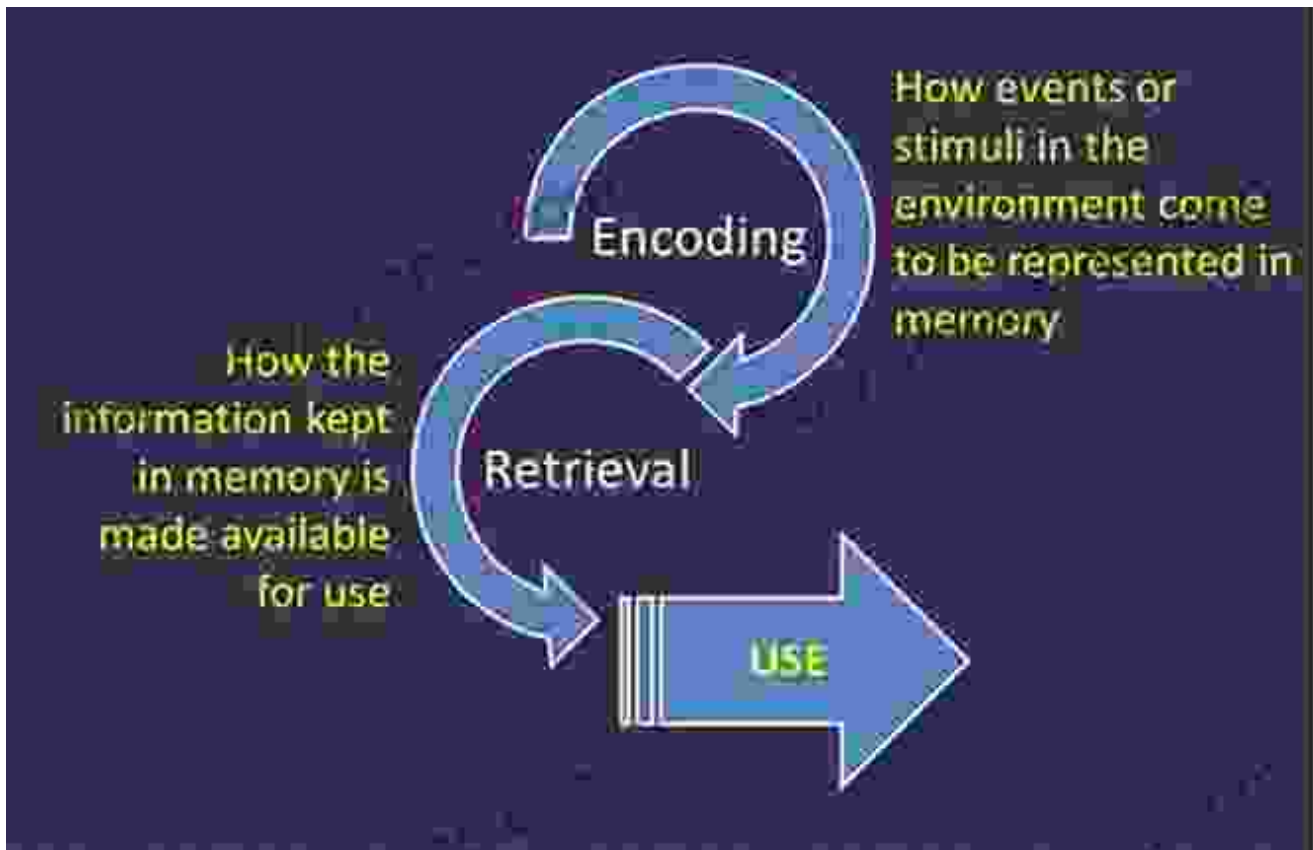 How events or
stimuli in the
environment come
to be represented in
memory
Encoding
How the
information kept
in memory is
made available
for use
Retrieval
USE